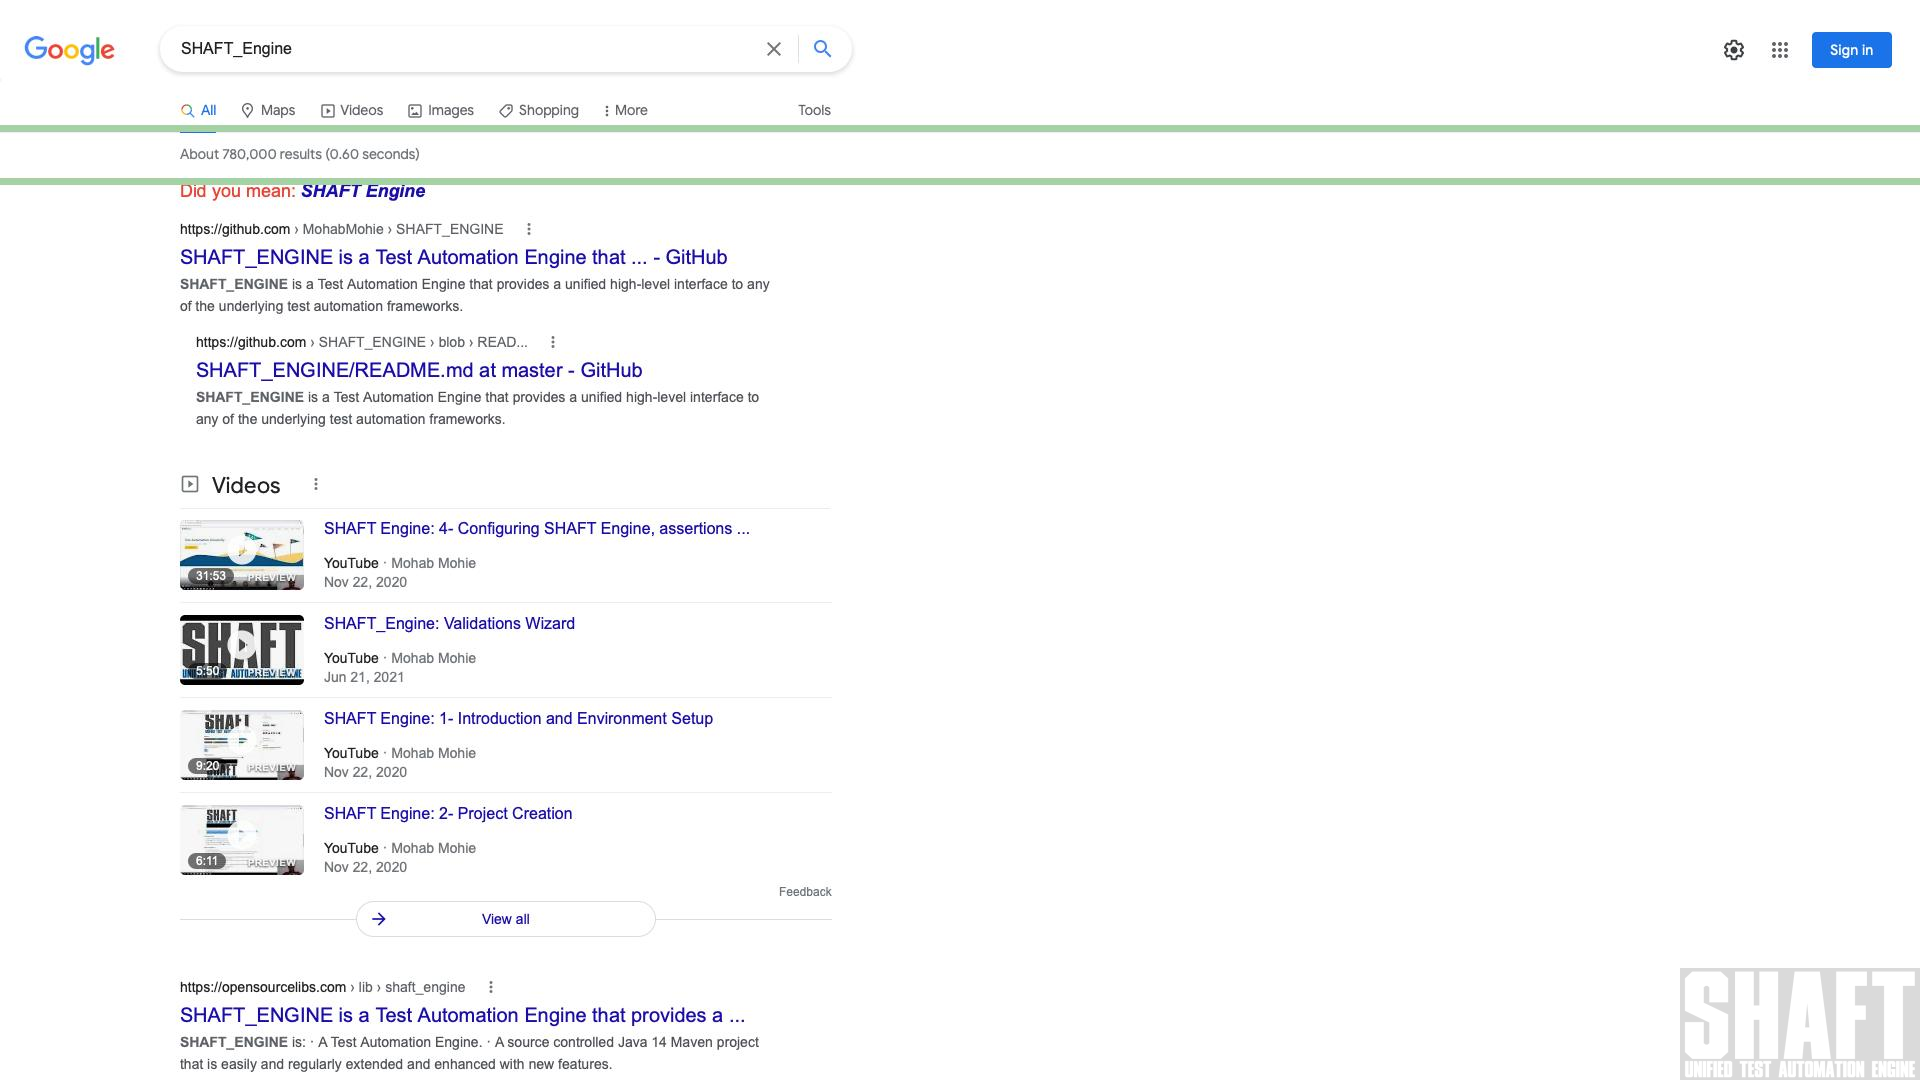 Google
SHAFT_Engine
Sign in
All Maps Videos Images Shopping More Tools
About 780,000 results (0.60 seconds)
Did you mean: SHAFT Engine
https://github.com › MohabMohie › SHAFT_ENGINE
SHAFT_ENGINE is a Test Automation Engine that ... - GitHub
SHAFT_ENGINE is a Test Automation Engine that provides a unified high-level interface to any
of the underlying test automation frameworks.
https://github.com › SHAFT_ENGINE › blob › READ...
SHAFT_ENGINE/README.md at master - GitHub
SHAFT_ENGINE is a Test Automation Engine that provides a unified high-level interface to
any of the underlying test automation frameworks.
Videos
SHAFT Engine: 4- Configuring SHAFT Engine, assertions ...
31:53 PREVIEW
YouTube · Mohab Mohie
Nov 22, 2020
SHAFT
SHAFT_Engine: Validations Wizard
5:50 PREVIEW
YouTube · Mohab Mohie
Jun 21, 2021
SHAFT
SHAFT Engine: 1- Introduction and Environment Setup
9:20 PREVIEW
YouTube · Mohab Mohie
Nov 22, 2020
SHAFT
SHAFT Engine: 2- Project Creation
6:11 PREVIEW
YouTube · Mohab Mohie
Nov 22, 2020
Feedback
View all
https://opensourcelibs.com › lib › shaft_engine
SHAFT_ENGINE is a Test Automation Engine that provides a ...
SHAFT_ENGINE is: · A Test Automation Engine. · A source controlled Java 14 Maven project
that is easily and regularly extended and enhanced with new features.
SHAFT
UNIFIED TEST AUTOMATION ENGINE